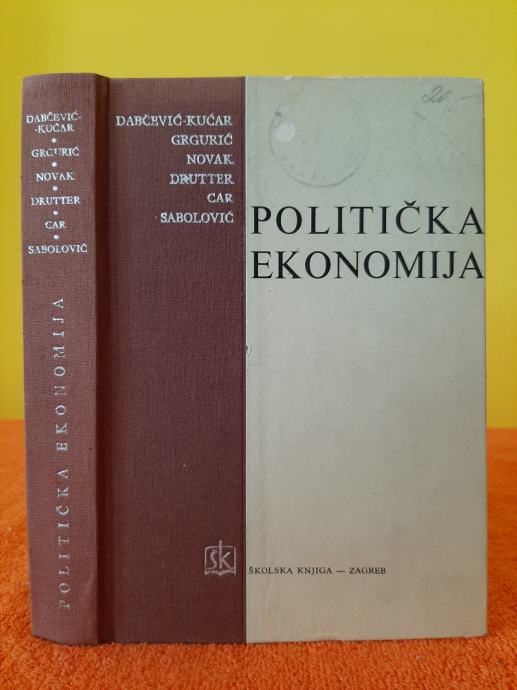 DABČEVIĆ-
-KUČAR
•
GRGURIĆ
•
NOVAK
•
DRUTTER
•
CAR
•
SABOLOVIĆ
POLITIČKA EKONOMIJA
DABČEVIĆ-KUČAR
GRGURIĆ
NOVAK
DRUTTER
CAR
SABOLOVIĆ
šk
20.-
POLITIČKA
EKONOMIJA
ŠKOLSKA KNJIGA — ZAGREB